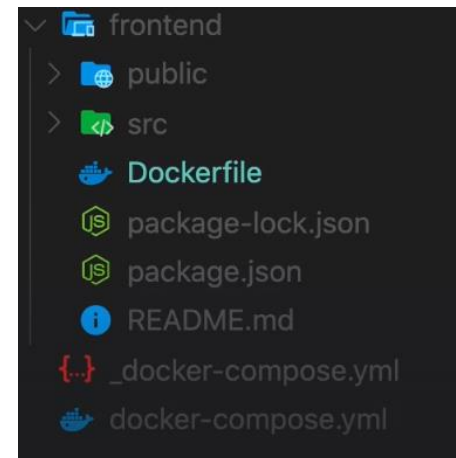 frontend
public
src
Dockerfile
package-lock.json
package.json
README.md
_docker-compose.yml
docker-compose.yml